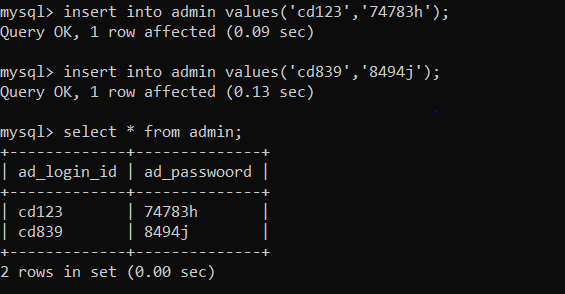 mysql> insert into admin values('cd123','74783h');
Query OK, 1 row affected (0.09 sec)
mysql> insert into admin values('cd839','8494j');
Query OK, 1 row affected (0.13 sec)
mysql> select * from admin;
+-------------+--------------+
| ad_login_id | ad_passwoord |
+-------------+--------------+
| cd123       | 74783h       |
| cd839       | 8494j        |
+-------------+--------------+
2 rows in set (0.00 sec)